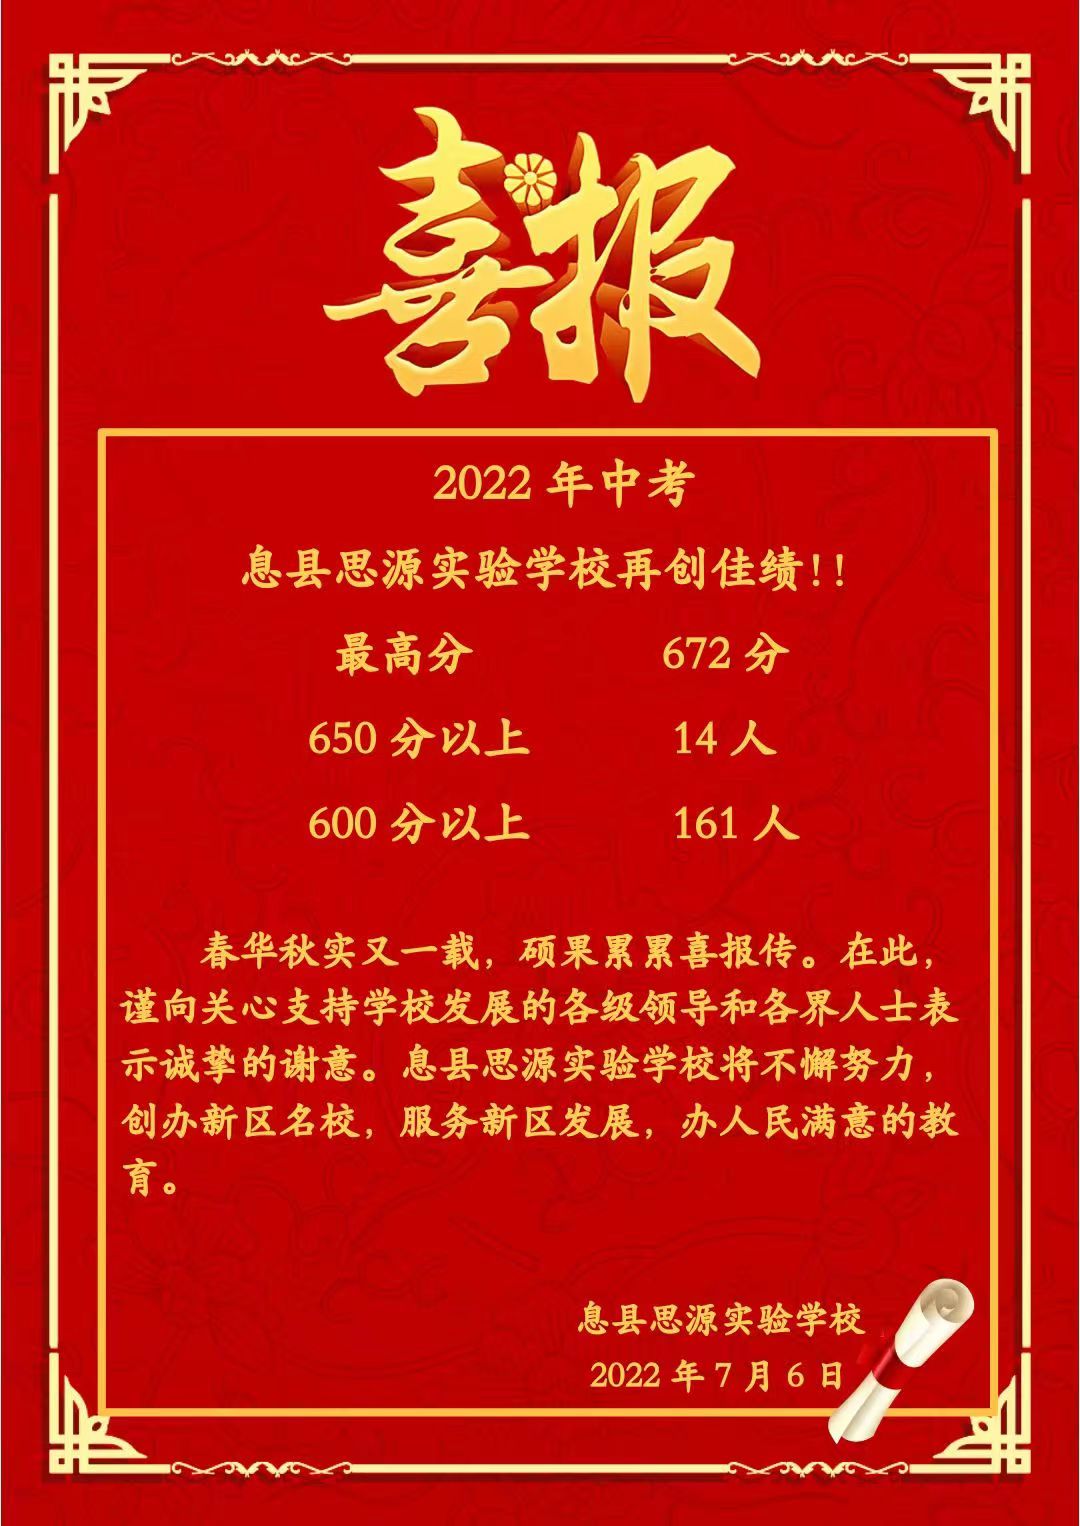 喜报
2022 年中考
息县思源实验学校再创佳绩!!
最高分 672 分
650 分以上 14 人
600 分以上 161 人
春华秋实又一载，硕果累累喜报传。在此，
谨向关心支持学校发展的各级领导和各界人士表
示诚挚的谢意。息县思源实验学校将不懈努力，
创办新区名校，服务新区发展，办人民满意的教
育。
息县思源实验学校
2022 年 7 月 6 日